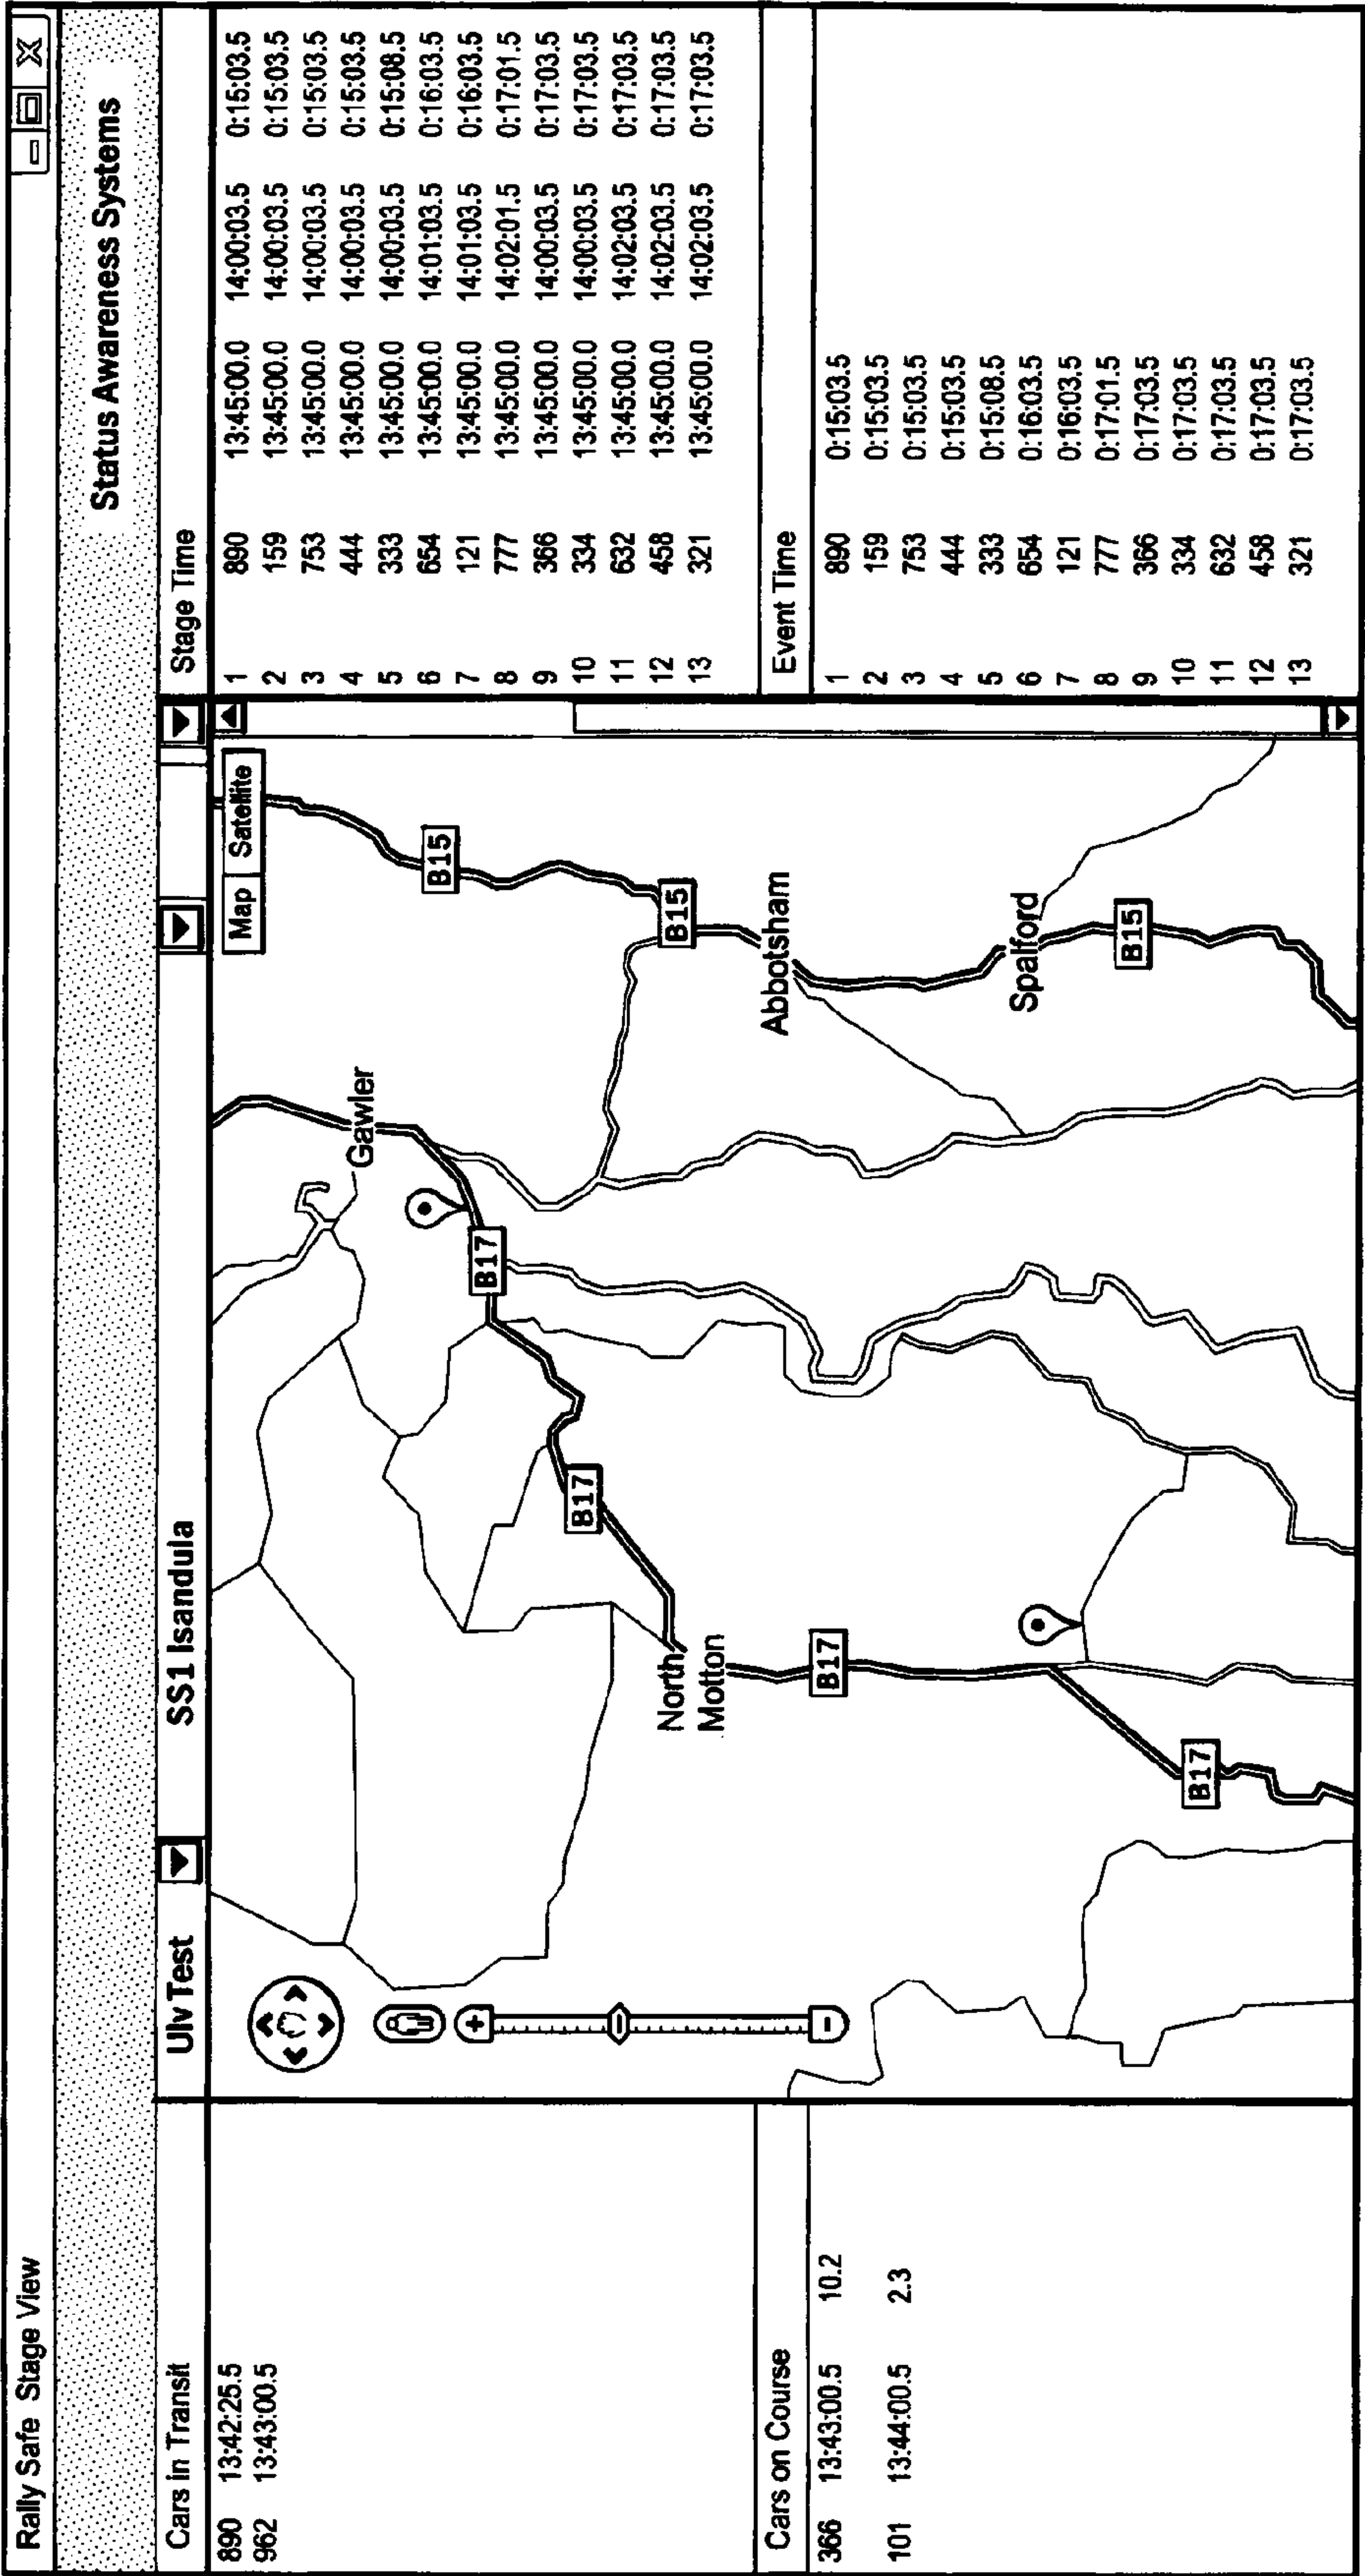 Rally Safe Stage View
Status Awareness Systems
Ulv Test
SS1 Isandula
Cars in Transit
890 13:42:25.5
962 13:43:00.5
Cars on Course
366 13:43:00.5 10.2
101 13:44:00.5 2.3
Map Satellite
B15
Gawler
B17
B15
B17
Abbotsham
North
Motton
B17
Spalford
B15
B17
Stage Time
1 890 13:45:00.0 14:00:03.5 0:15:03.5
2 159 13:45:00.0 14:00:03.5 0:15:03.5
3 753 13:45:00.0 14:00:03.5 0:15:03.5
4 444 13:45:00.0 14:00:03.5 0:15:03.5
5 333 13:45:00.0 14:00:03.5 0:15:08.5
6 654 13:45:00.0 14:01:03.5 0:16:03.5
7 121 13:45:00.0 14:01:03.5 0:16:03.5
8 777 13:45:00.0 14:02:01.5 0:17:01.5
9 366 13:45:00.0 14:00:03.5 0:17:03.5
10 334 13:45:00.0 14:00:03.5 0:17:03.5
11 632 13:45:00.0 14:02:03.5 0:17:03.5
12 458 13:45:00.0 14:02:03.5 0:17:03.5
13 321 13:45:00.0 14:02:03.5 0:17:03.5
Event Time
1 890 0:15:03.5
2 159 0:15:03.5
3 753 0:15:03.5
4 444 0:15:03.5
5 333 0:15:08.5
6 654 0:16:03.5
7 121 0:16:03.5
8 777 0:17:01.5
9 366 0:17:03.5
10 334 0:17:03.5
11 632 0:17:03.5
12 458 0:17:03.5
13 321 0:17:03.5